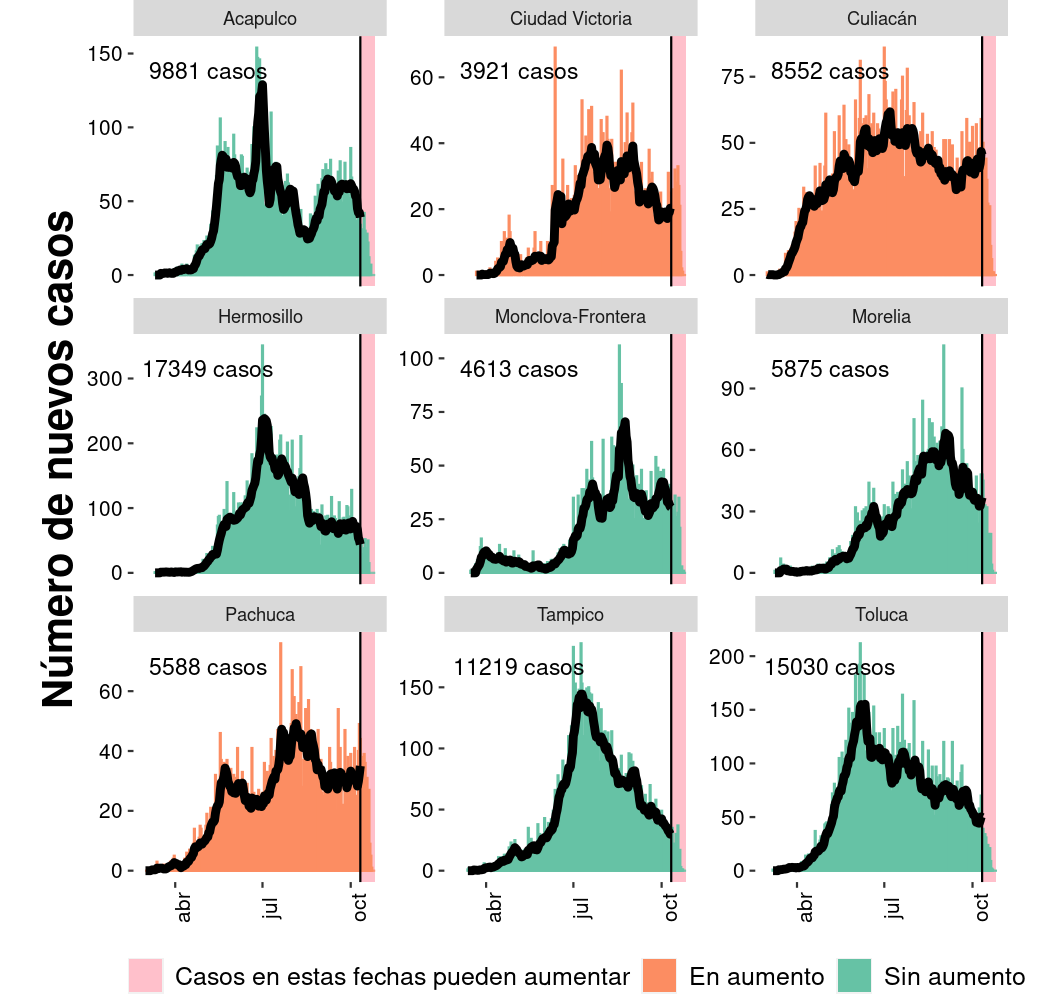 Número de nuevos casos
Acapulco
Ciudad Victoria
Culiacán
150
100
50
0
9881 casos
60
40
20
0
3921 casos
75
50
25
0
8552 casos
Hermosillo
Monclova-Frontera
Morelia
300
200
100
0
17349 casos
100
75
50
25
0
4613 casos
90
60
30
0
5875 casos
Pachuca
Tampico
Toluca
60
40
20
0
5588 casos
150
100
50
0
11219 casos
200
150
100
50
0
15030 casos
abr
jul
oct
abr
jul
oct
abr
jul
oct
Casos en estas fechas pueden aumentar
En aumento
Sin aumento